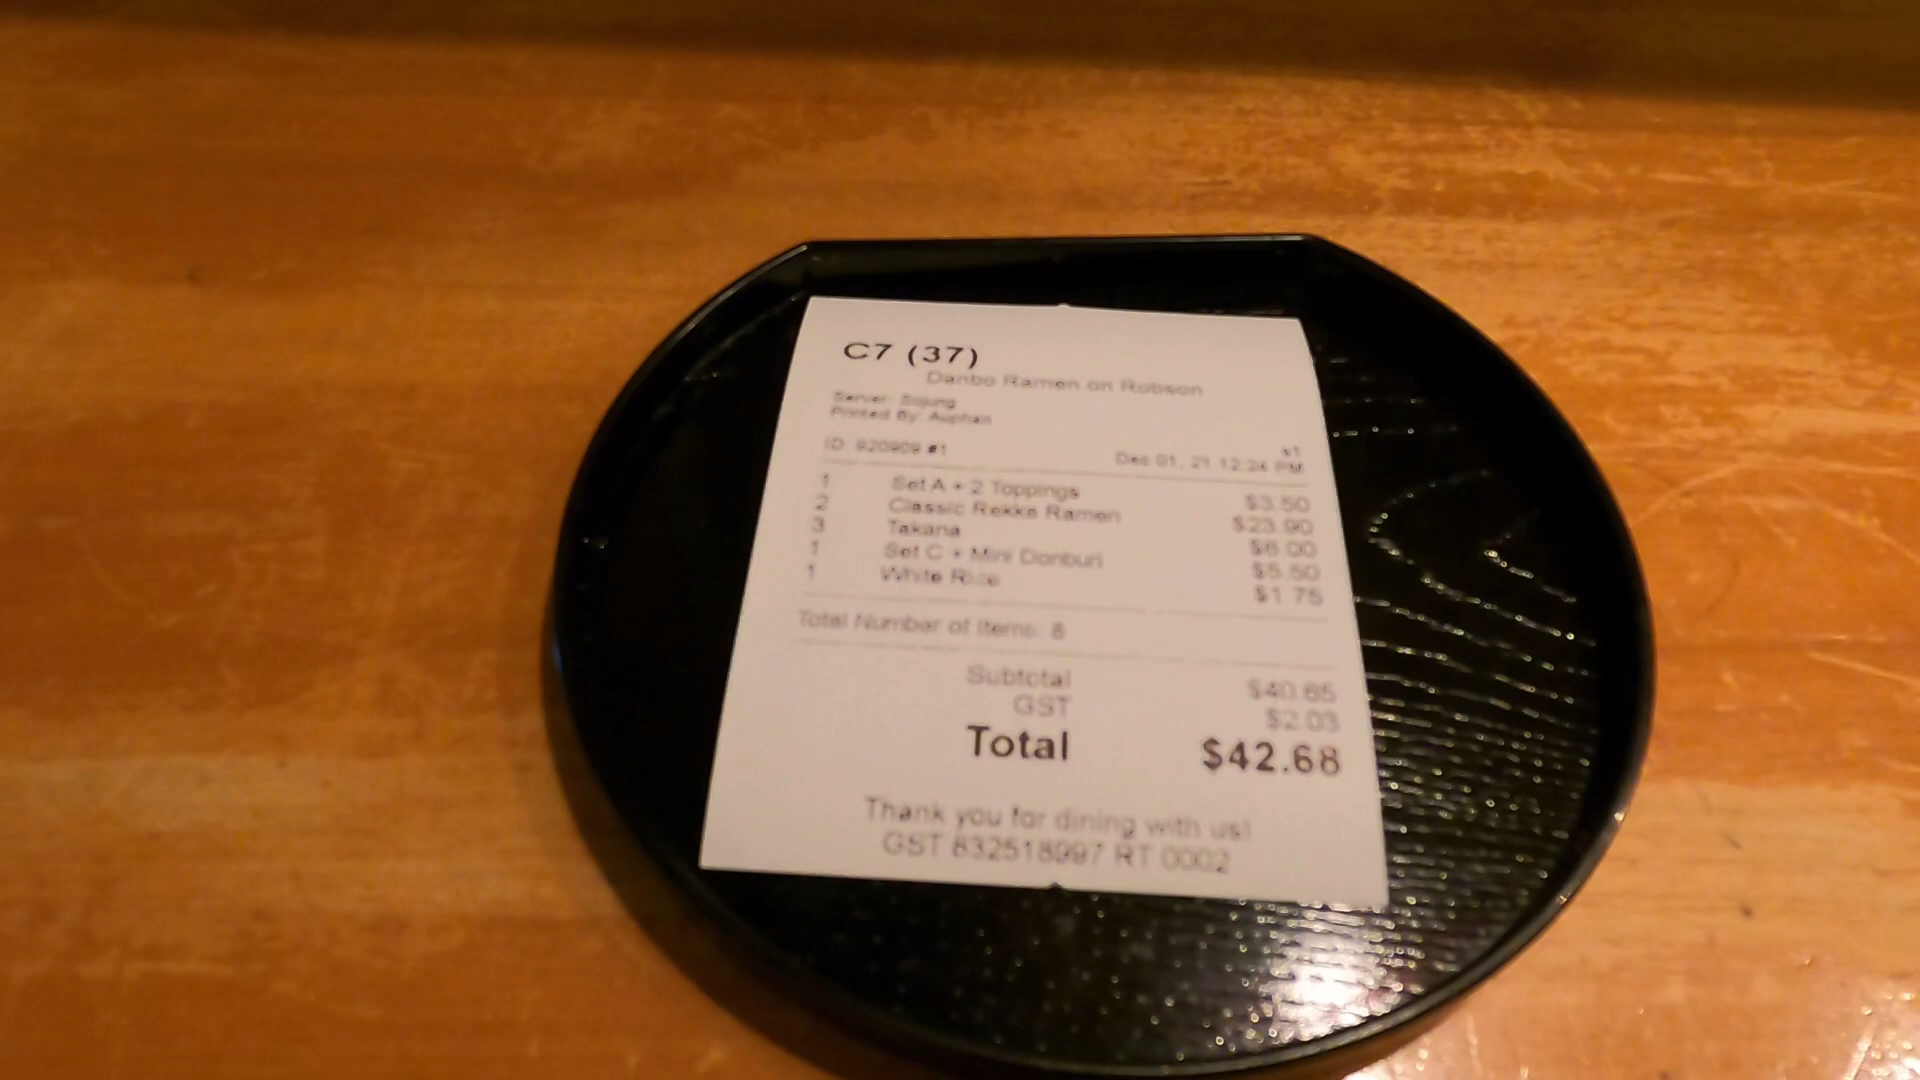 C7 (37)
Danbo Ramen on Robson
Server: Sojung
Printed By: Auphan
#1
ID: 920909 #1 Dec 01, 21 12:24 PM
1 Set A + 2 Toppings $3.50
2 Classic Rekka Ramen $23.90
3 Takana $6.00
1 Set C + Mini Donburi $5.50
1 White Rice $1.75
Total Number of Items: 8
Subtotal $40.65
GST $2.03
Total $42.68
Thank you for dining with us!
GST 832518997 RT 0002